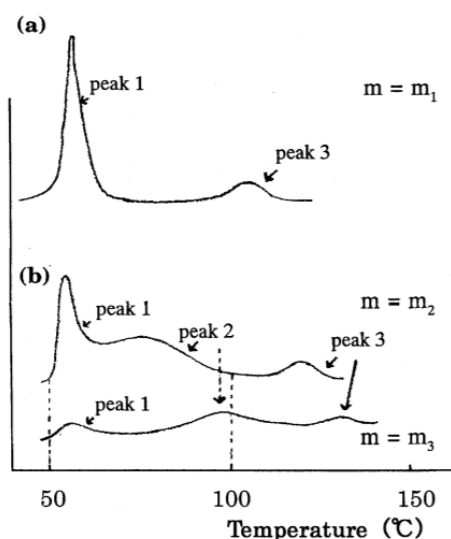 (a)
peak 1
m = m₁
peak 3
(b)
m = m₂
peak 1
peak 2
peak 3
peak 1
m = m₃
50
100
150
Temperature (℃)